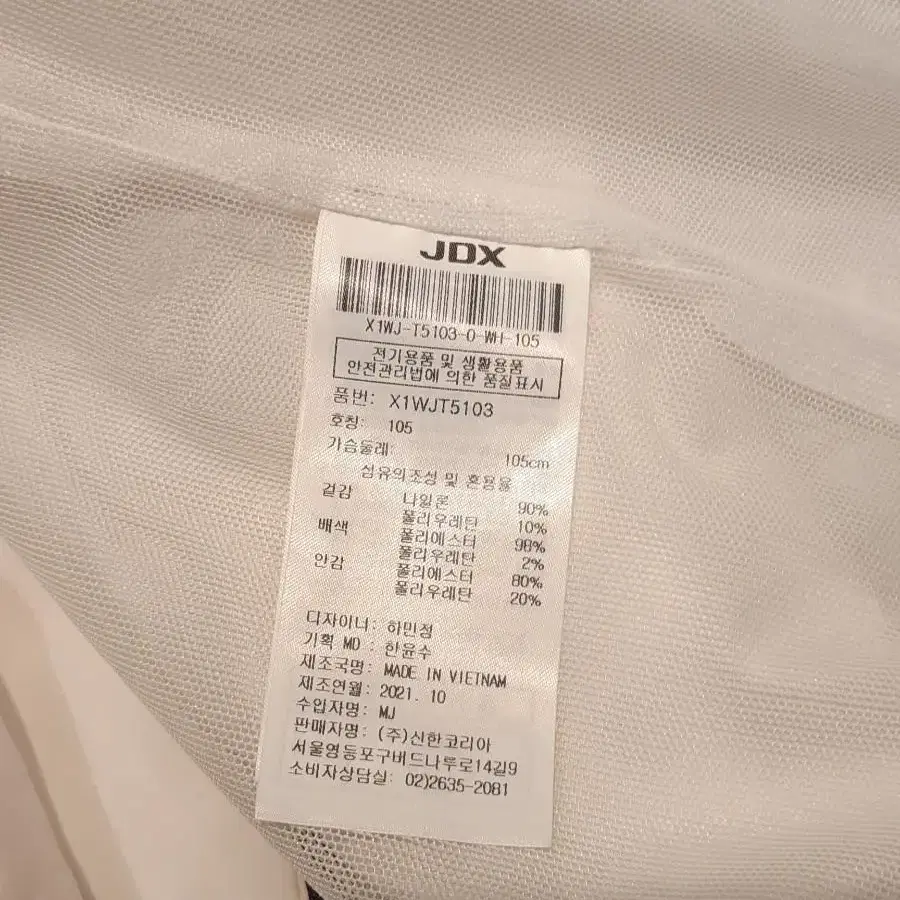 JDX
X1WJ-T5103-0-WH-105
전기용품 및 생활용품
안전관리법에 의한 품질표시
품번: X1WJT5103
호칭: 105
가슴둘레: 105cm
섬유의조성 및 혼용율
겉감 나일론 90%
폴리우레탄 10%
배색 폴리에스터 98%
폴리우레탄 2%
안감 폴리에스터 80%
폴리우레탄 20%
디자이너: 하민정
기획 MD : 한윤수
제조국명: MADE IN VIETNAM
제조연월: 2021. 10
수입자명: MJ
판매자명: (주)신한코리아
서울영등포구버드나루로14길9
소비자상담실: 02)2635-2081